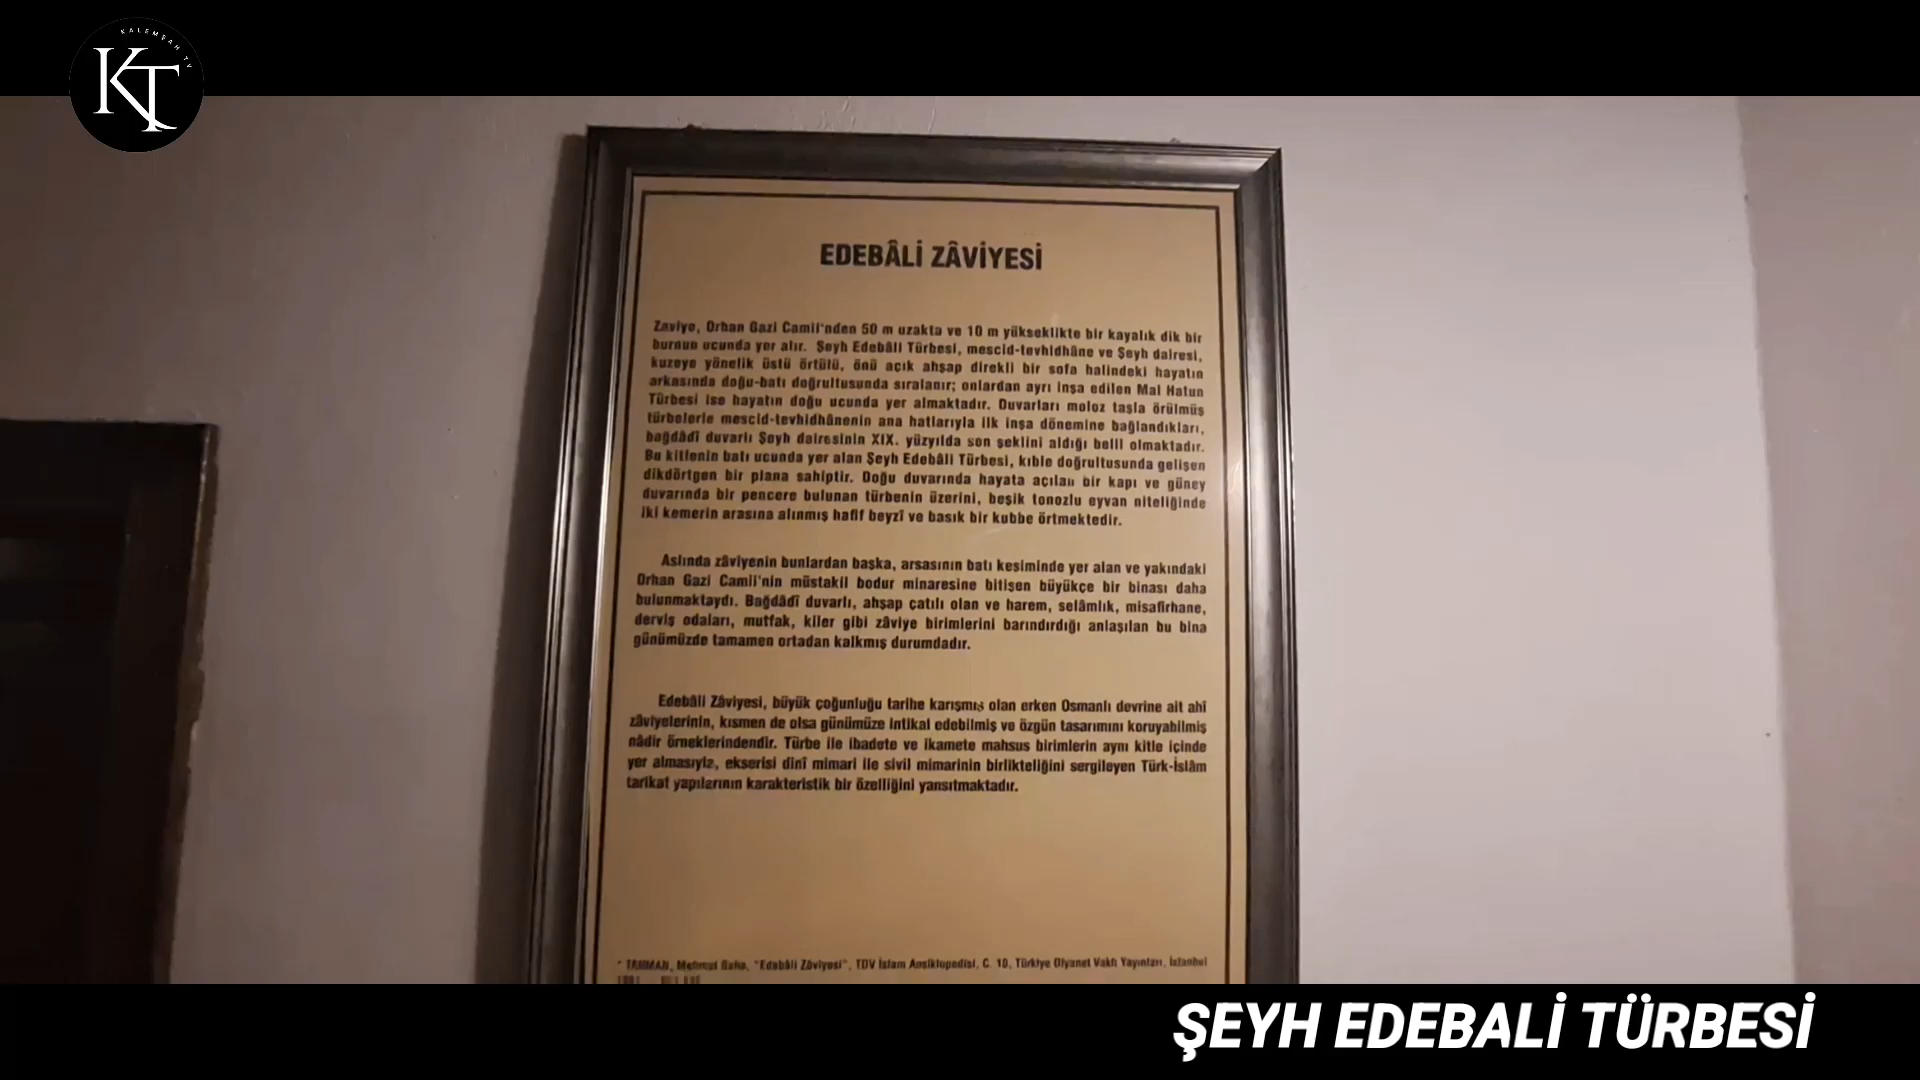 KALEMŞAH TV
KT
EDEBÂLİ ZÂVİYESİ
Zaviye, Orhan Gazi Camii'nden 50 m uzakta ve 10 m yükseklikte bir kayalık dik bir
burnun ucunda yer alır. Şeyh Edebâli Türbesi, mescid-tevhidhâne ve Şeyh dairesi,
kuzeye yönelik üstü örtülü, önü açık ahşap direkli bir sofa halindeki hayatın
arkasında doğu-batı doğrultusunda sıralanır; onlardan ayrı inşa edilen Mal Hatun
Türbesi ise hayatın doğu ucunda yer almaktadır. Duvarları moloz taşla örülmüş
türbelerle mescid-tevhidhânenin ana hatlarıyla ilk inşa dönemine bağlandıkları,
bağdâdî duvarlı Şeyh dairesinin XIX. yüzyılda son şeklini aldığı belli olmaktadır.
Bu kitlenin batı ucunda yer alan Şeyh Edebâli Türbesi, kıble doğrultusunda gelişen
dikdörtgen bir plana sahiptir. Doğu duvarında hayata açılan bir kapı ve güney
duvarında bir pencere bulunan türbenin üzerini, beşik tonozlu eyvan niteliğinde
iki kemerin arasına alınmış hafif beyzî ve basık bir kubbe örtmektedir.
Aslında zâviyenin bunlardan başka, arsasının batı kesiminde yer alan ve yakındaki
Orhan Gazi Camii'nin müstakil bodur minaresine bitişen büyükçe bir binası daha
bulunmaktaydı. Bağdâdî duvarlı, ahşap çatılı olan ve harem, selâmlık, misafirhane,
derviş odaları, mutfak, kiler gibi zâviye birimlerini barındırdığı anlaşılan bu bina
günümüzde tamamen ortadan kalkmış durumdadır.
Edebâli Zâviyesi, büyük çoğunluğu tarihe karışmış olan erken Osmanlı devrine ait ahî
zâviyelerinin, kısmen de olsa günümüze intikal edebilmiş ve özgün tasarımını koruyabilmiş
nâdir örneklerindendir. Türbe ile ibadete ve ikamete mahsus birimlerin aynı kitle içinde
yer almasıyla, ekserisi dinî mimari ile sivil mimarinin birlikteliğini sergileyen Türk-İslâm
tarikat yapılarının karakteristik bir özelliğini yansıtmaktadır.
* TANMAN, Mehmet Baha, "Edebâli Zâviyesi", TDV İslam Ansiklopedisi, C. 10, Türkiye Diyanet Vakfı Yayınları, İstanbul
ŞEYH EDEBALİ TÜRBESİ